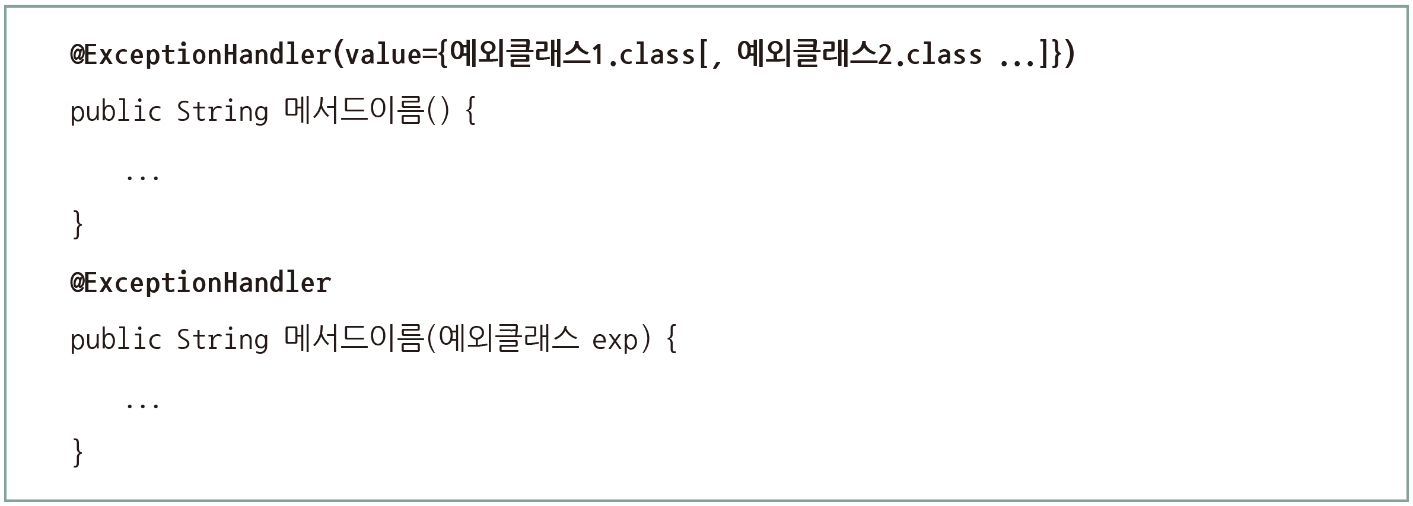 @ExceptionHandler(value={예외클래스1.class[, 예외클래스2.class ...]})
public String 메서드이름() {
...
}
@ExceptionHandler
public String 메서드이름(예외클래스 exp) {
...
}